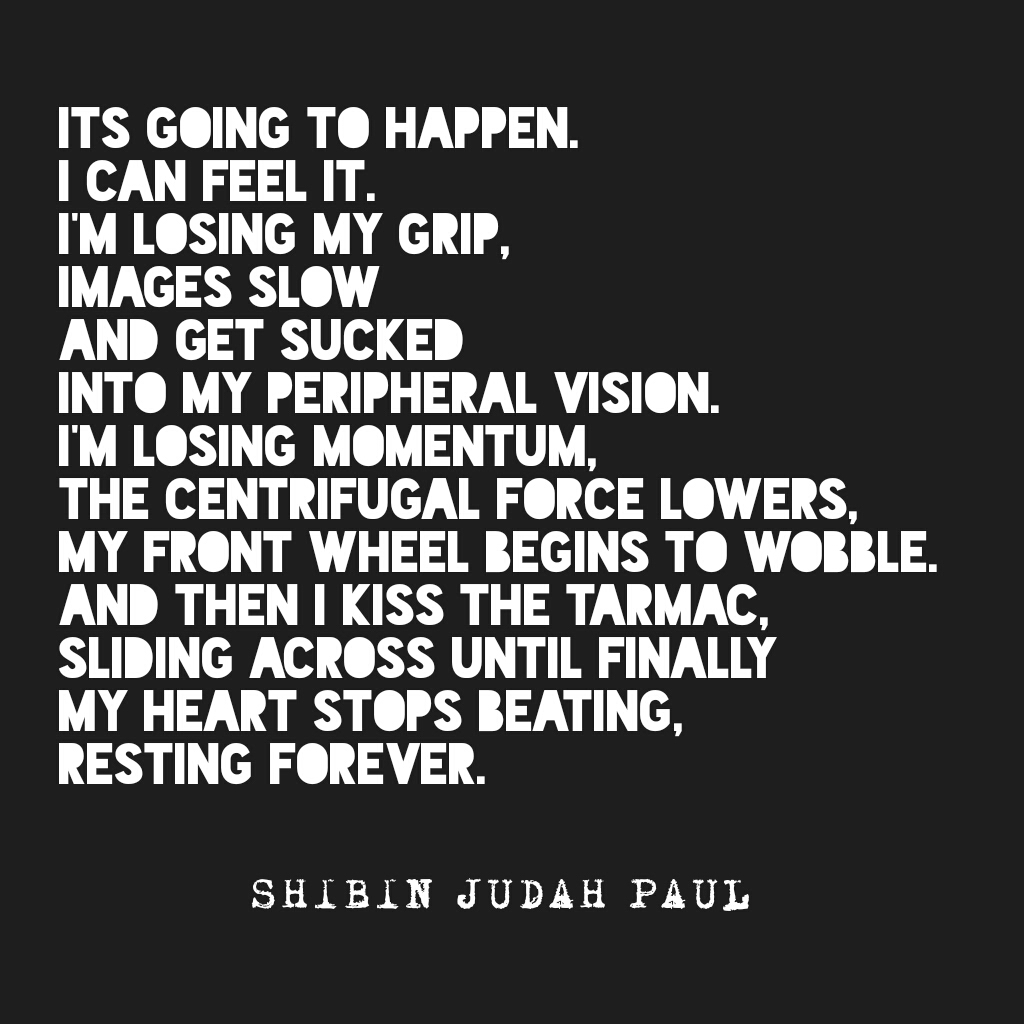 ITS GOING TO HAPPEN.
I CAN FEEL IT.
I'M LOSING MY GRIP,
IMAGES SLOW
AND GET SUCKED
INTO MY PERIPHERAL VISION.
I'M LOSING MOMENTUM,
THE CENTRIFUGAL FORCE LOWERS,
MY FRONT WHEEL BEGINS TO WOBBLE.
AND THEN I KISS THE TARMAC,
SLIDING ACROSS UNTIL FINALLY
MY HEART STOPS BEATING,
RESTING FOREVER.
SHIBIN JUDAH PAUL